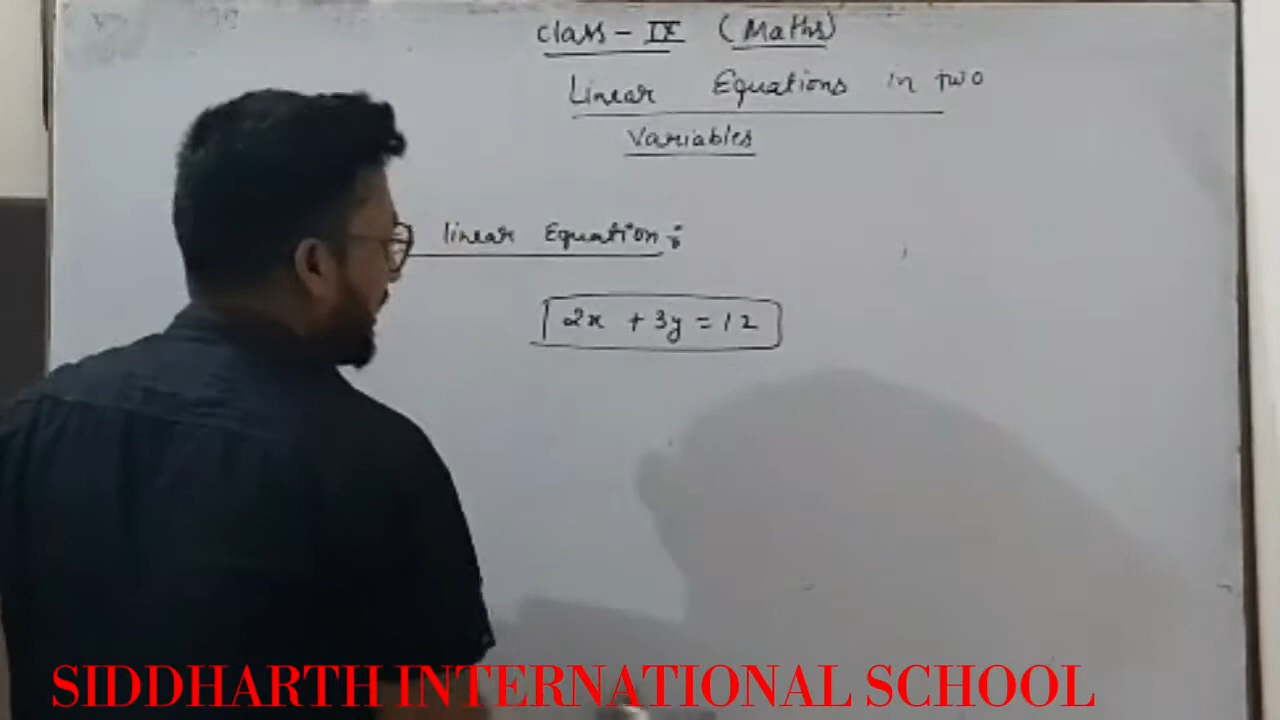 Class - IX (Maths)
Linear Equations in two
Variables
linear Equation :
2x + 3y = 12
SIDDHARTH INTERNATIONAL SCHOOL